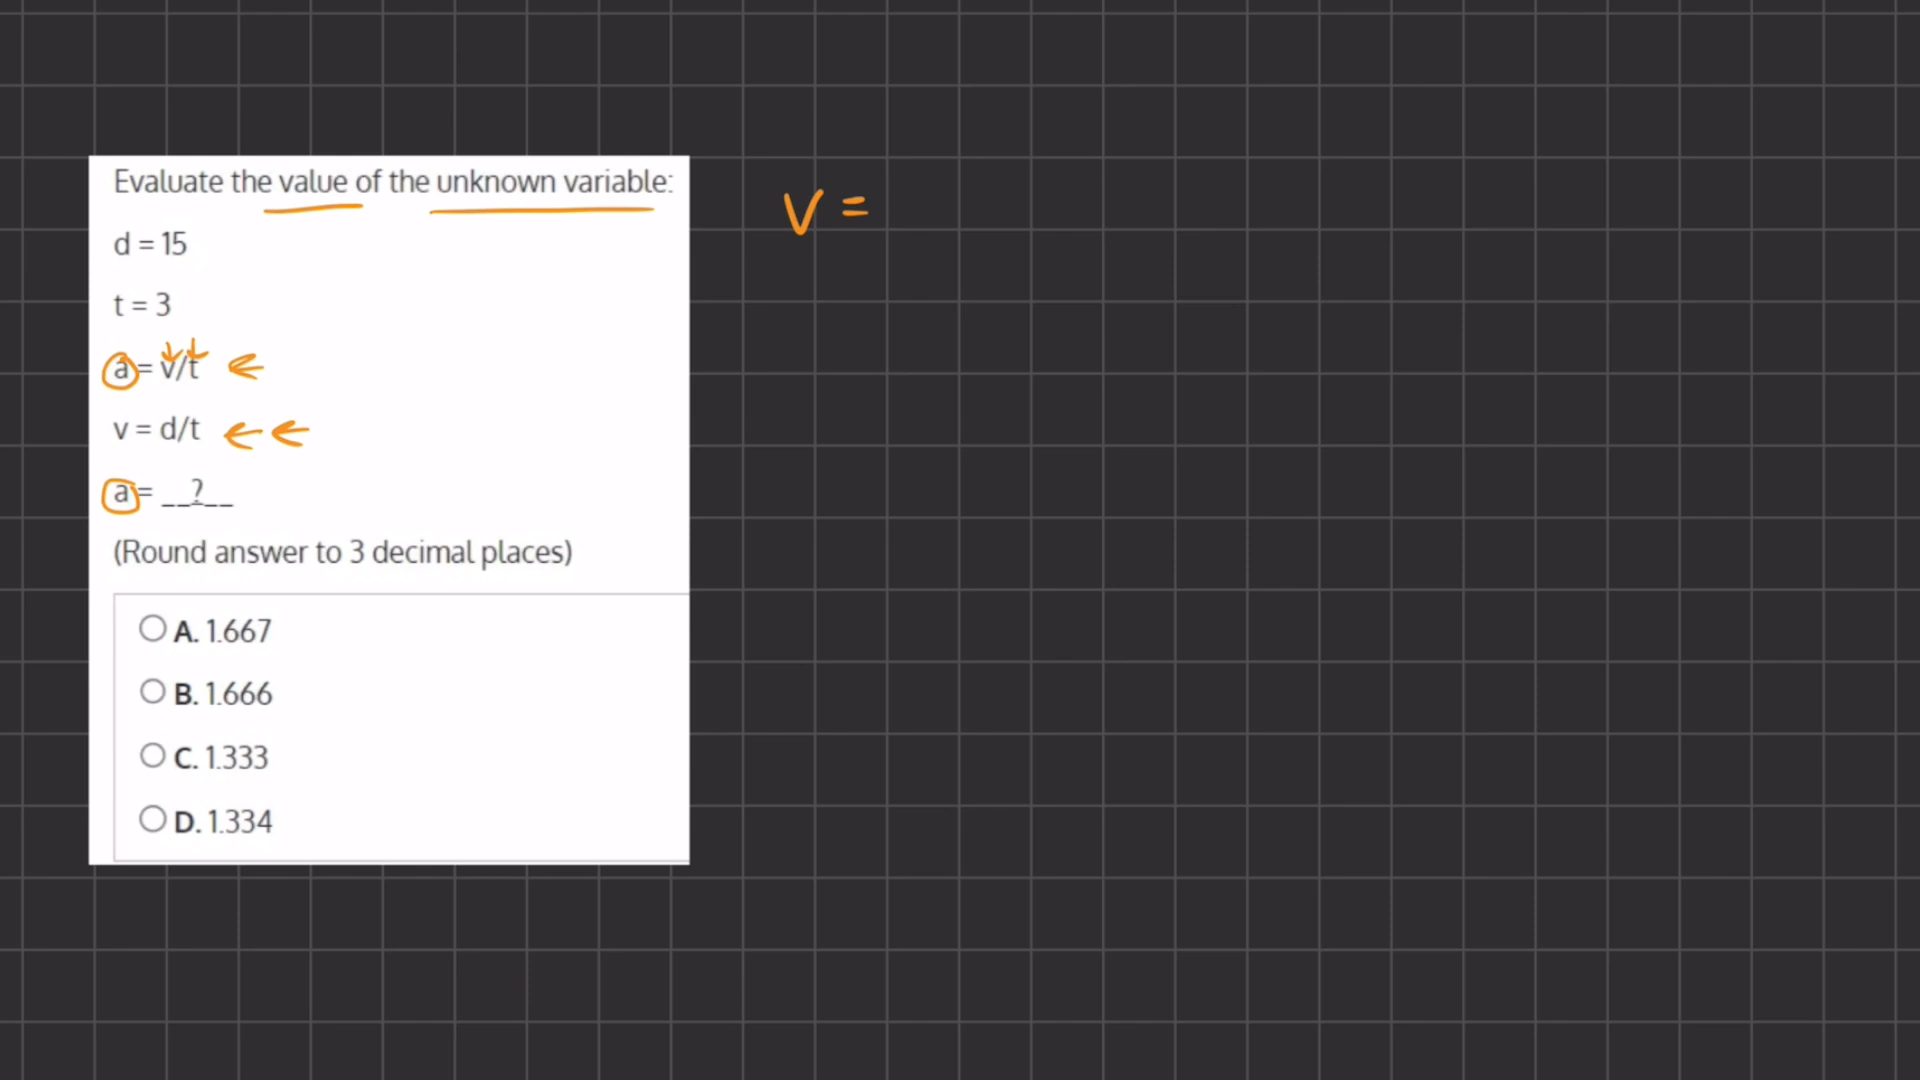 Evaluate the value of the unknown variable:
d = 15
t = 3
a = v/t
v = d/t
a = __?__
(Round answer to 3 decimal places)
A. 1.667
B. 1.666
C. 1.333
D. 1.334
V =